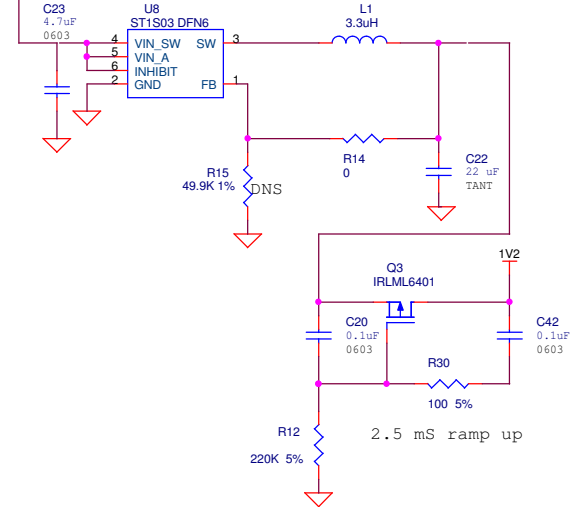 C23
4.7uF
0603
U8
ST1S03 DFN6
4 VIN_SW SW 3
5 VIN_A
6 INHIBIT
2 GND FB 1
L1
3.3uH
R14
0
R15
49.9K 1% DNS
C22
22 uF
TANT
1V2
Q3
IRLML6401
C20
0.1uF
0603
C42
0.1uF
0603
R30
100 5%
R12
220K 5%
2.5 mS ramp up